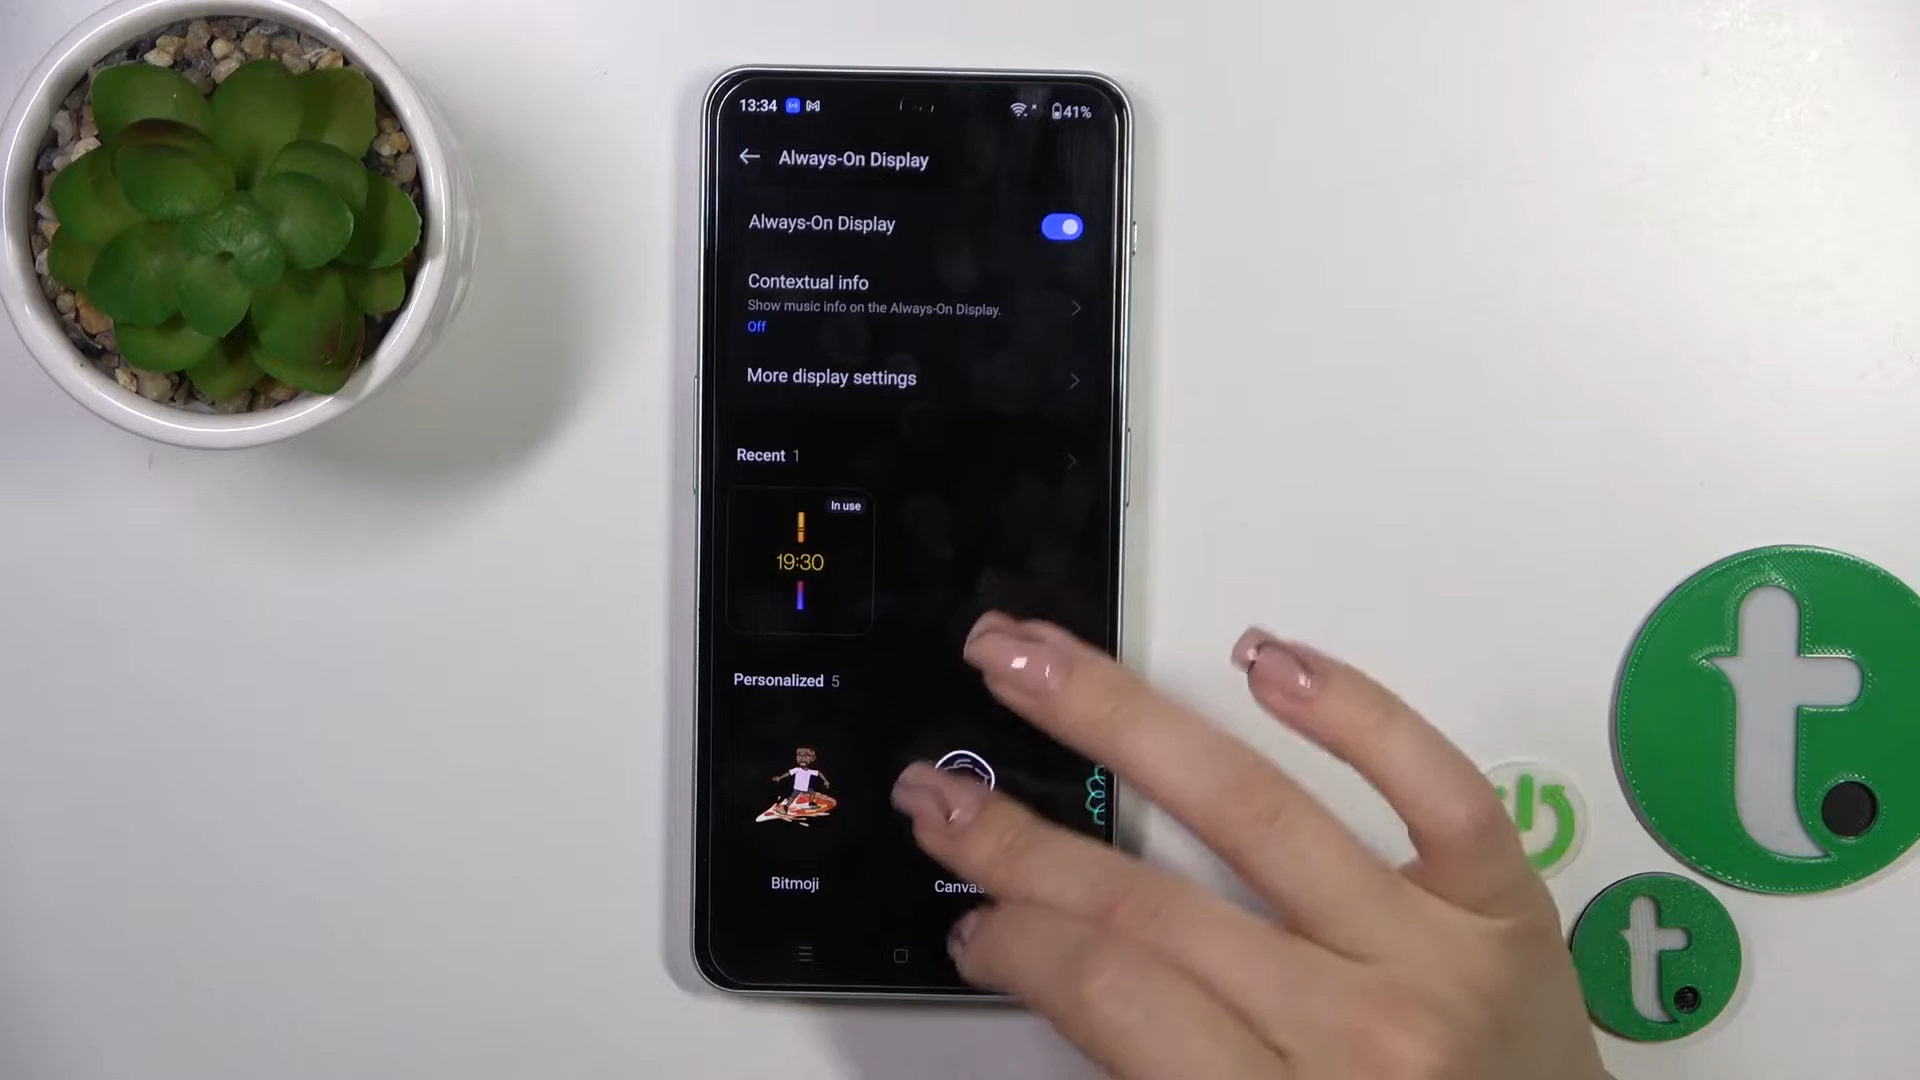 13:34
41%
Always-On Display
Always-On Display
Contextual info
Show music info on the Always-On Display.
Off
More display settings
Recent 1
In use
19:30
Personalized 5
Bitmoji
Canvas
t
t